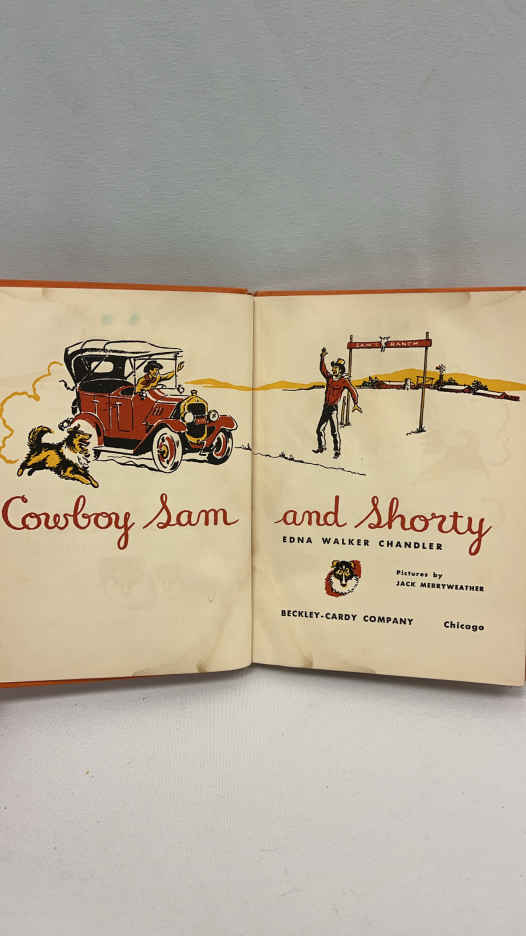 SAM'S RANCH
Cowboy Sam and Shorty
EDNA WALKER CHANDLER
Pictures by
JACK MERRYWEATHER
BECKLEY-CARDY COMPANY Chicago